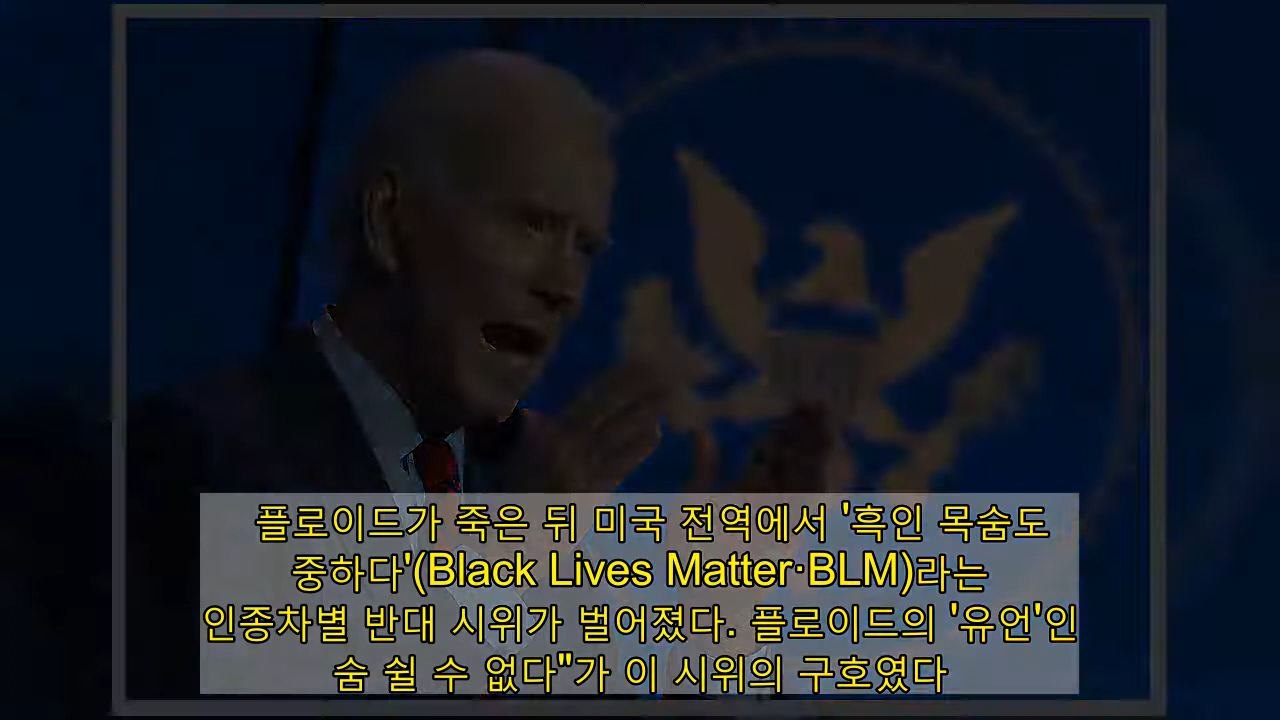 플로이드가 죽은 뒤 미국 전역에서 '흑인 목숨도
중하다'(Black Lives Matter·BLM)라는
인종차별 반대 시위가 벌어졌다. 플로이드의 '유언'인
숨 쉴 수 없다"가 이 시위의 구호였다